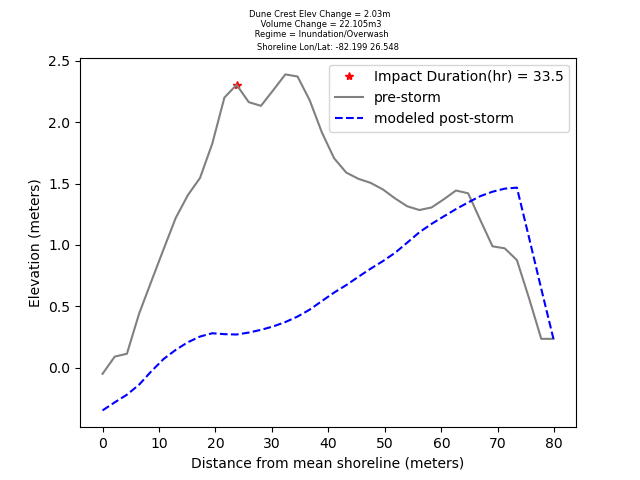 Dune Crest Elev Change = 2.03m
Volume Change = 22.105m3
Regime = Inundation/Overwash
Shoreline Lon/Lat: -82.199 26.548
Impact Duration(hr) = 33.5
pre-storm
modeled post-storm
Elevation (meters)
2.5
2.0
1.5
1.0
0.5
0.0
0 10 20 30 40 50 60 70 80
Distance from mean shoreline (meters)